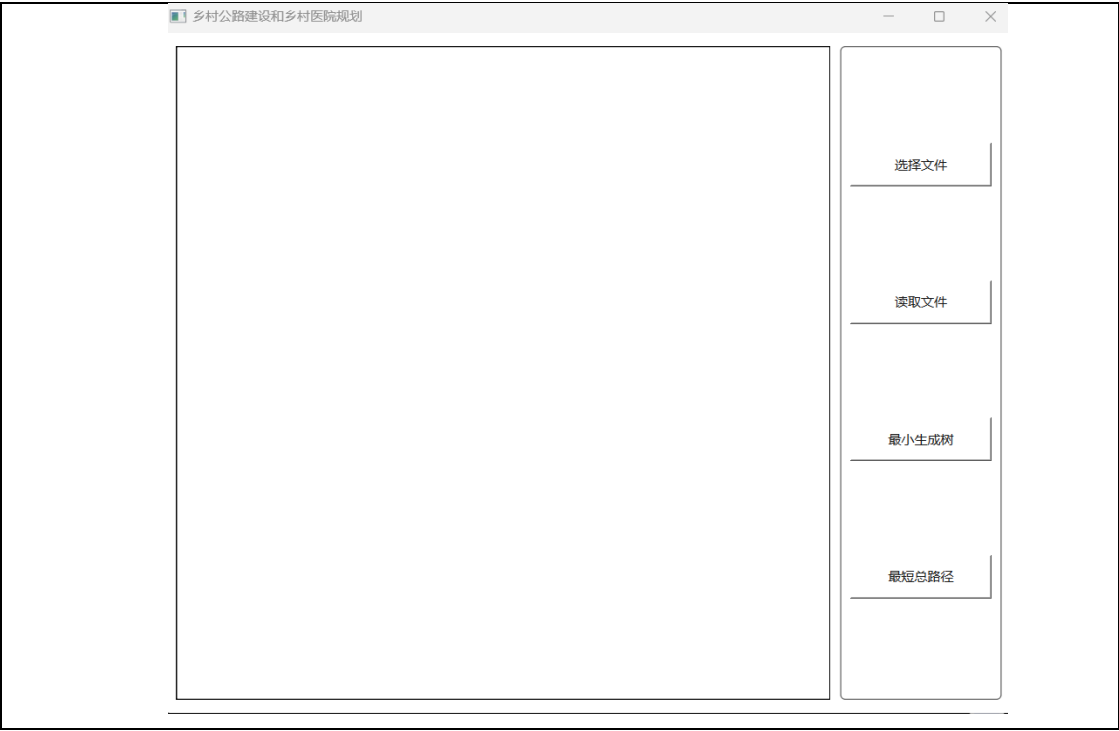 乡村公路建设和乡村医院规划
选择文件
读取文件
最小生成树
最短总路径